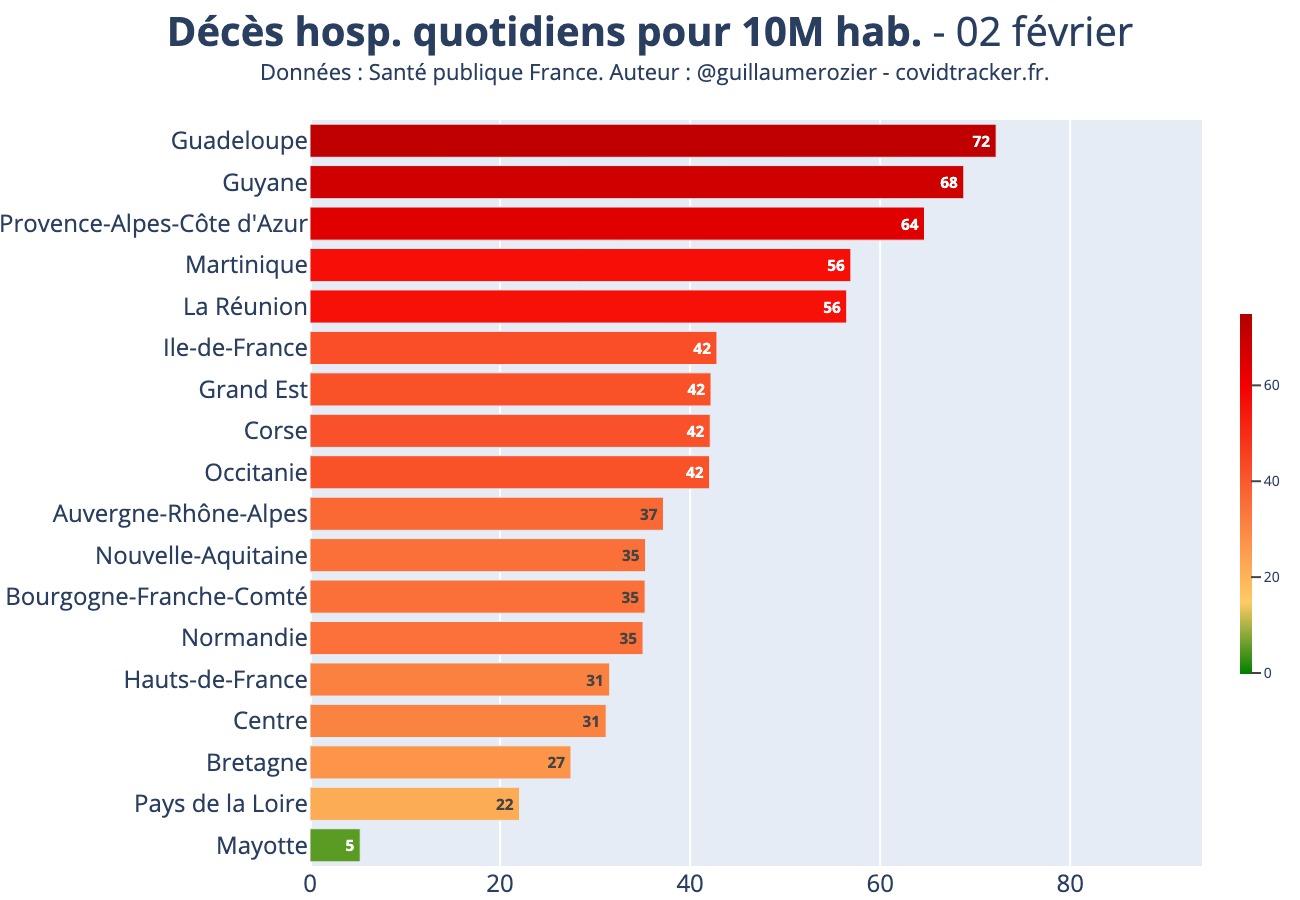 Décès hosp. quotidiens pour 10M hab. - 02 février
Données : Santé publique France. Auteur : @guillaumerozier - covidtracker.fr.
Guadeloupe 72
Guyane 68
Provence-Alpes-Côte d'Azur 64
Martinique 56
La Réunion 56
Ile-de-France 42
Grand Est 42
Corse 42
Occitanie 42
Auvergne-Rhône-Alpes 37
Nouvelle-Aquitaine 35
Bourgogne-Franche-Comté 35
Normandie 35
Hauts-de-France 31
Centre 31
Bretagne 27
Pays de la Loire 22
Mayotte 5
0 20 40 60 80
60
40
20
0